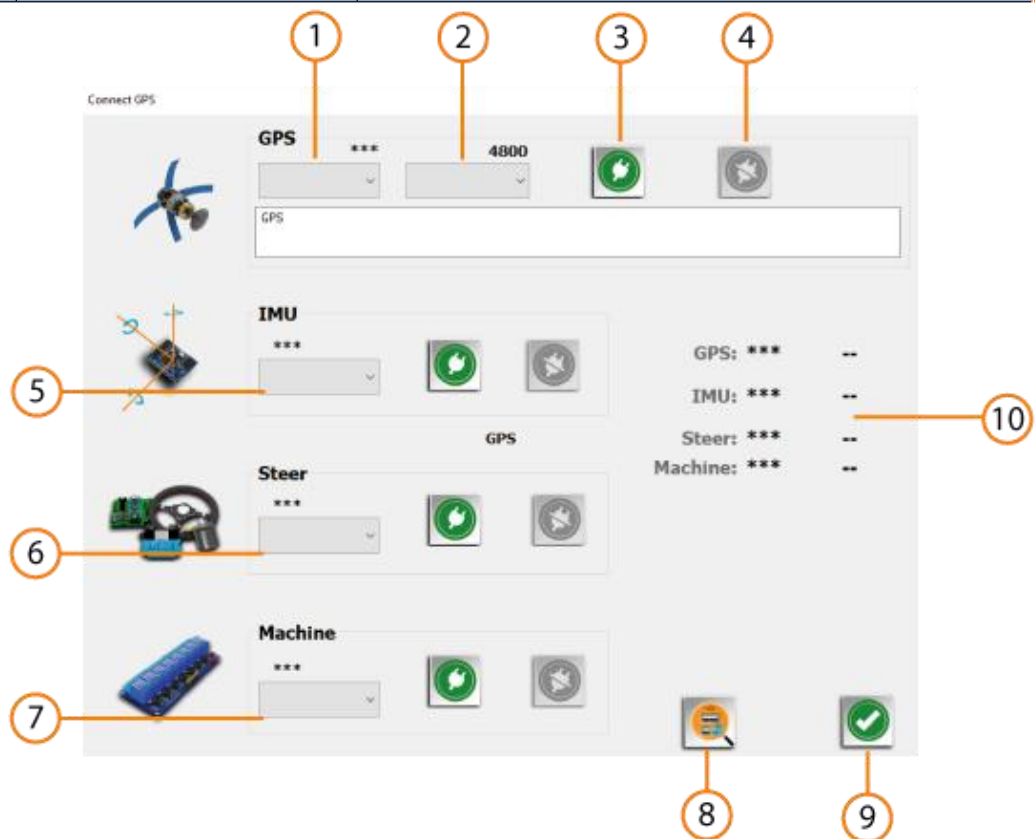 1 2 3 4
Connect GPS
GPS
*** 4800
GPS
IMU
***
5
GPS: *** --
IMU: *** --
10
GPS
Steer: *** --
Machine: *** --
Steer
***
6
Machine
***
7
8 9